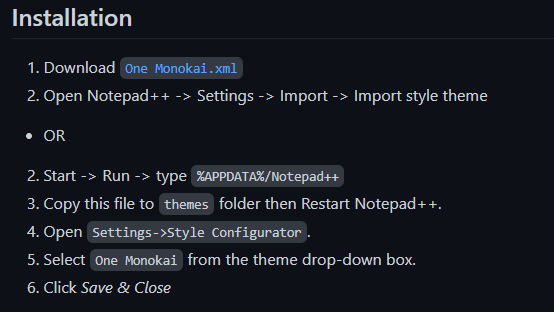 Installation
1. Download One Monokai.xml
2. Open Notepad++ -> Settings -> Import -> Import style theme
• OR
2. Start -> Run -> type %APPDATA%/Notepad++
3. Copy this file to themes folder then Restart Notepad++.
4. Open Settings->Style Configurator.
5. Select One Monokai from the theme drop-down box.
6. Click Save & Close